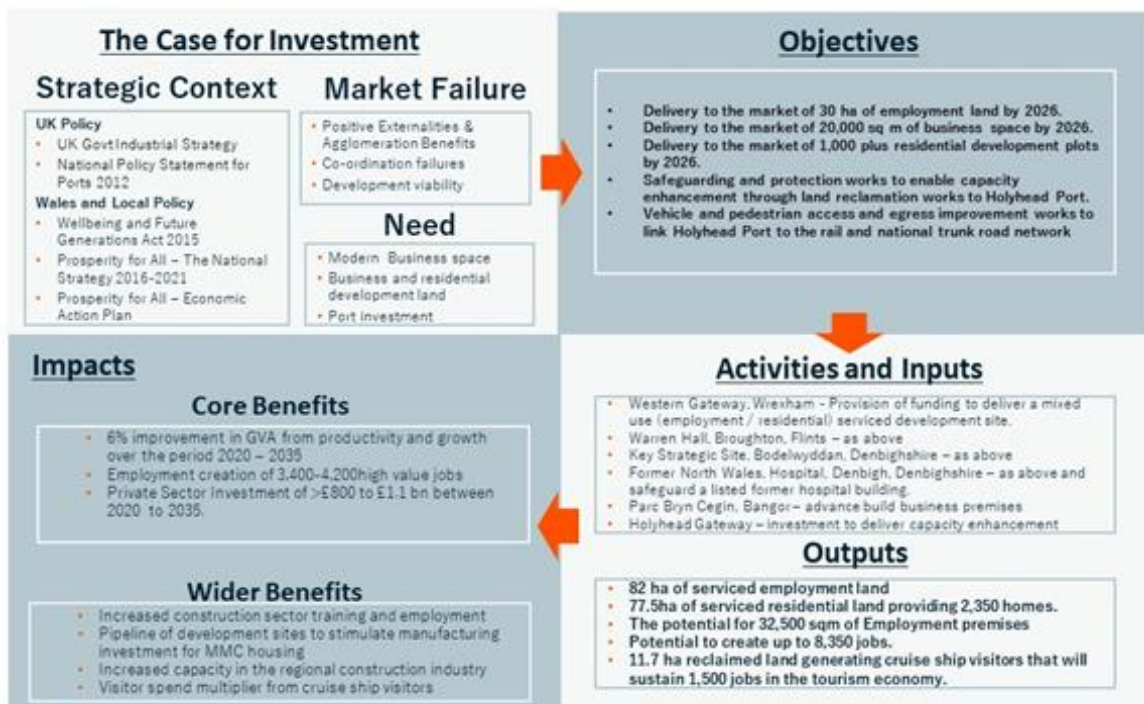 The Case for Investment
Strategic Context
UK Policy
• UK Govt Industrial Strategy
• National Policy Statement for
Ports 2012
Wales and Local Policy
• Wellbeing and Future
Generations Act 2015
• Prosperity for All – The National
Strategy 2016-2021
• Prosperity for All – Economic
Action Plan
Market Failure
• Positive Externalities &
Agglomeration Benefits
• Co-ordination failures
• Development viability
Need
• Modern Business space
• Business and residential
development land
• Port investment
Objectives
• Delivery to the market of 30 ha of employment land by 2026.
• Delivery to the market of 20,000 sq m of business space by 2026.
• Delivery to the market of 1,000 plus residential development plots
by 2026.
• Safeguarding and protection works to enable capacity
enhancement through land reclamation works to Holyhead Port.
• Vehicle and pedestrian access and egress improvement works to
link Holyhead Port to the rail and national trunk road network
Activities and Inputs
• Western Gateway, Wrexham - Provision of funding to deliver a mixed
use (employment / residential) serviced development site.
• Warren Hall, Broughton, Flints – as above
• Key Strategic Site, Bodelwyddan, Denbighshire – as above
• Former North Wales, Hospital, Denbigh, Denbighshire – as above and
safeguard a listed former hospital building.
• Parc Bryn Cegin, Bangor – advance build business premises
• Holyhead Gateway – investment to deliver capacity enhancement
Outputs
• 82 ha of serviced employment land
• 77.5ha of serviced residential land providing 2,350 homes.
• The potential for 32,500 sqm of Employment premises
• Potential to create up to 8,350 jobs.
• 11.7 ha reclaimed land generating cruise ship visitors that will
sustain 1,500 jobs in the tourism economy.
Impacts
Core Benefits
• 6% improvement in GVA from productivity and growth
over the period 2020 – 2035
• Employment creation of 3,400-4,200high value jobs
• Private Sector Investment of >£800 to £1.1 bn between
2020 to 2035.
Wider Benefits
• Increased construction sector training and employment
• Pipeline of development sites to stimulate manufacturing
investment for MMC housing
• Increased capacity in the regional construction industry
• Visitor spend multiplier from cruise ship visitors